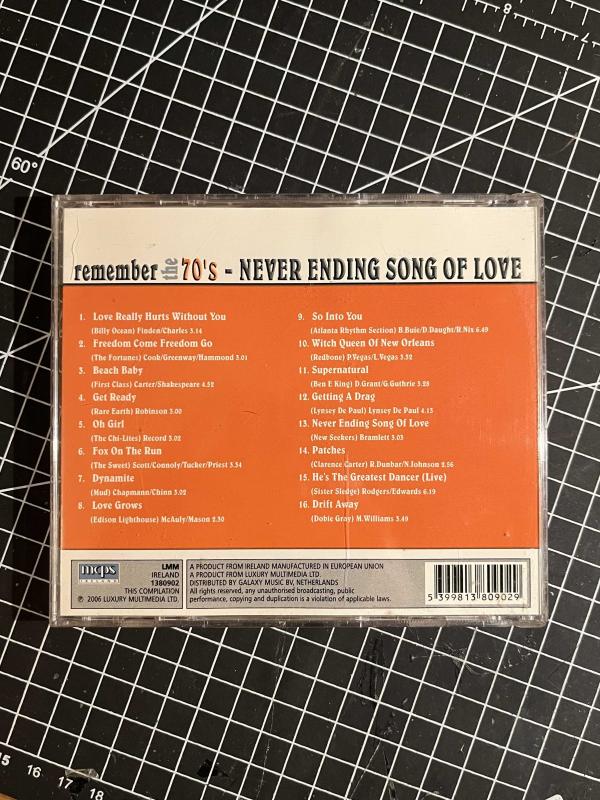 8
7
60°
remember the 70's - NEVER ENDING SONG OF LOVE
1. Love Really Hurts Without You
(Billy Ocean) Finden/Charles 3.14
2. Freedom Come Freedom Go
(The Fortunes) Cook/Greenway/Hammond 3.01
3. Beach Baby
(First Class) Carter/Shakespeare 4.52
4. Get Ready
(Rare Earth) Robinson 3.00
5. Oh Girl
(The Chi-Lites) Record 3.02
6. Fox On The Run
(The Sweet) Scott/Connoly/Tucker/Priest 3.34
7. Dynamite
(Mud) Chapmann/Chinn 3.02
8. Love Grows
(Edison Lighthouse) McAuly/Mason 2.30
9. So Into You
(Atlanta Rhythm Section) B.Buie/D.Daught/R.Nix 6.49
10. Witch Queen Of New Orleans
(Redbone) P.Vegas/L.Vegas 3.32
11. Supernatural
(Ben E King) D.Grant/G.Guthrie 3.28
12. Getting A Drag
(Lynsey De Paul) Lynsey De Paul 4.13
13. Never Ending Song Of Love
(New Seekers) Bramlett 3.03
14. Patches
(Clarence Carter) R.Dunbar/N.Johnson 2.56
15. He's The Greatest Dancer (Live)
(Sister Sledge) Rodgers/Edwards 6.19
16. Drift Away
(Dobie Gray) M.Williams 3.49
mcps
IRELAND
LMM
IRELAND
1380902
THIS COMPILATION
℗ 2006 LUXURY MULTIMEDIA LTD.
A PRODUCT FROM IRELAND MANUFACTURED IN EUROPEAN UNION
A PRODUCT FROM LUXURY MULTIMEDIA LTD.
DISTRIBUTED BY GALAXY MUSIC BV, NETHERLANDS
All rights reserved, any unauthorised broadcasting, public
performance, copying and duplication is a violation of applicable laws.
5 399813 809029
15
16
17
18